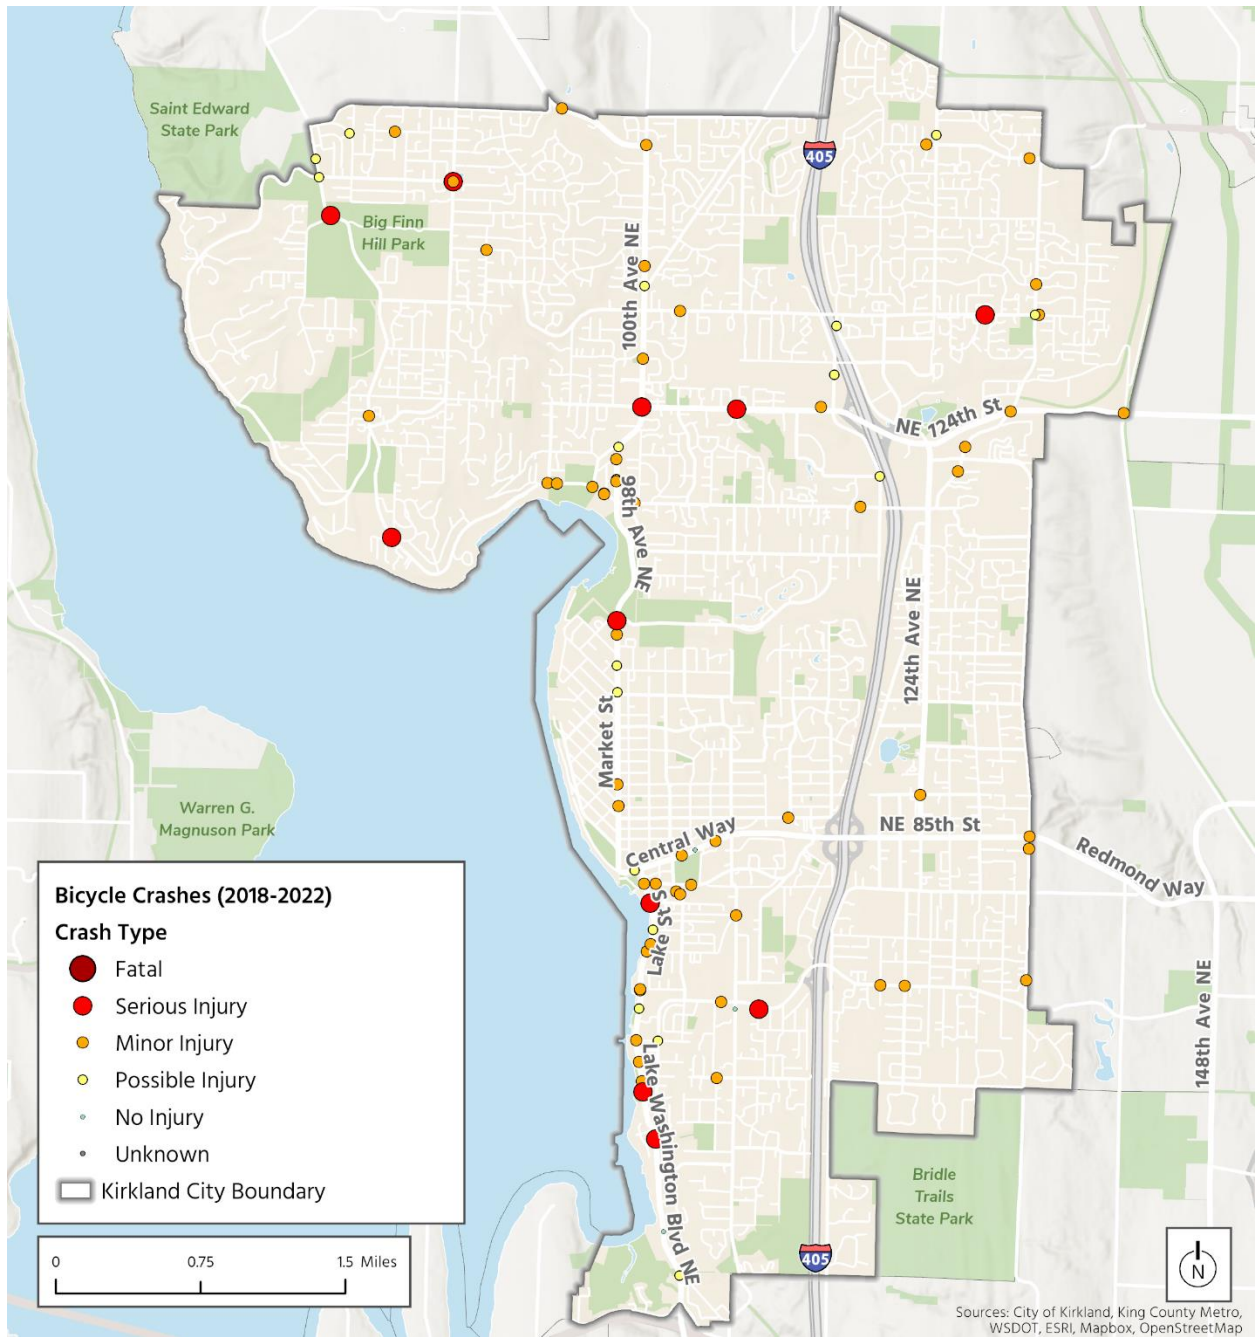 Saint Edward
State Park
405
Big Finn
Hill Park
100th Ave NE
NE 124th St
98th Ave NE
124th Ave NE
Market St
Warren G.
Magnuson Park
Central Way
NE 85th St
Redmond Way
Lake St S
148th Ave NE
Lake Washington Blvd NE
Bridle
Trails
State Park
405
Bicycle Crashes (2018-2022)
Crash Type
Fatal
Serious Injury
Minor Injury
Possible Injury
No Injury
Unknown
Kirkland City Boundary
0 0.75 1.5 Miles
N
Sources: City of Kirkland, King County Metro,
WSDOT, ESRI, Mapbox, OpenStreetMap